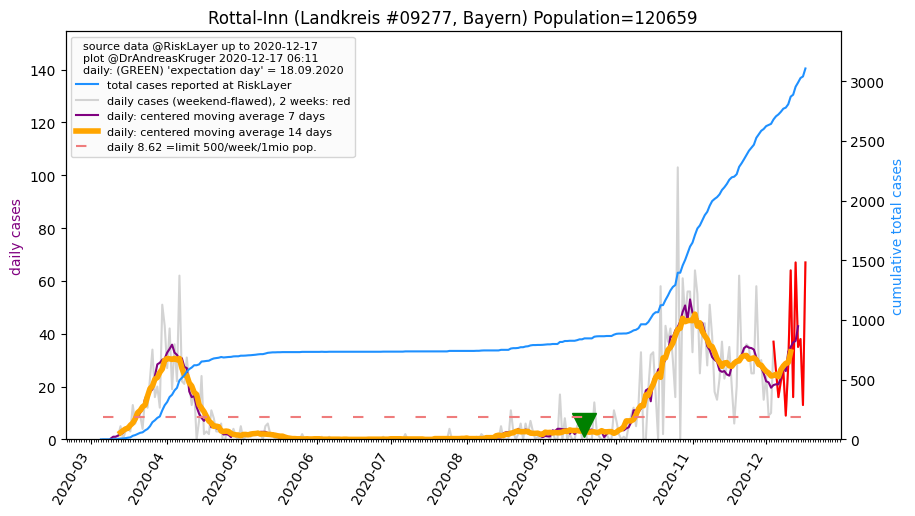 Rottal-Inn (Landkreis #09277, Bayern) Population=120659
source data @RiskLayer up to 2020-12-17
plot @DrAndreasKruger 2020-12-17 06:11
daily: (GREEN) 'expectation day' = 18.09.2020
total cases reported at RiskLayer
daily cases (weekend-flawed), 2 weeks: red
daily: centered moving average 7 days
daily: centered moving average 14 days
daily 8.62 =limit 500/week/1mio pop.
daily cases
140
120
100
80
60
40
20
0
cumulative total cases
3000
2500
2000
1500
1000
500
0
2020-03
2020-04
2020-05
2020-06
2020-07
2020-08
2020-09
2020-10
2020-11
2020-12